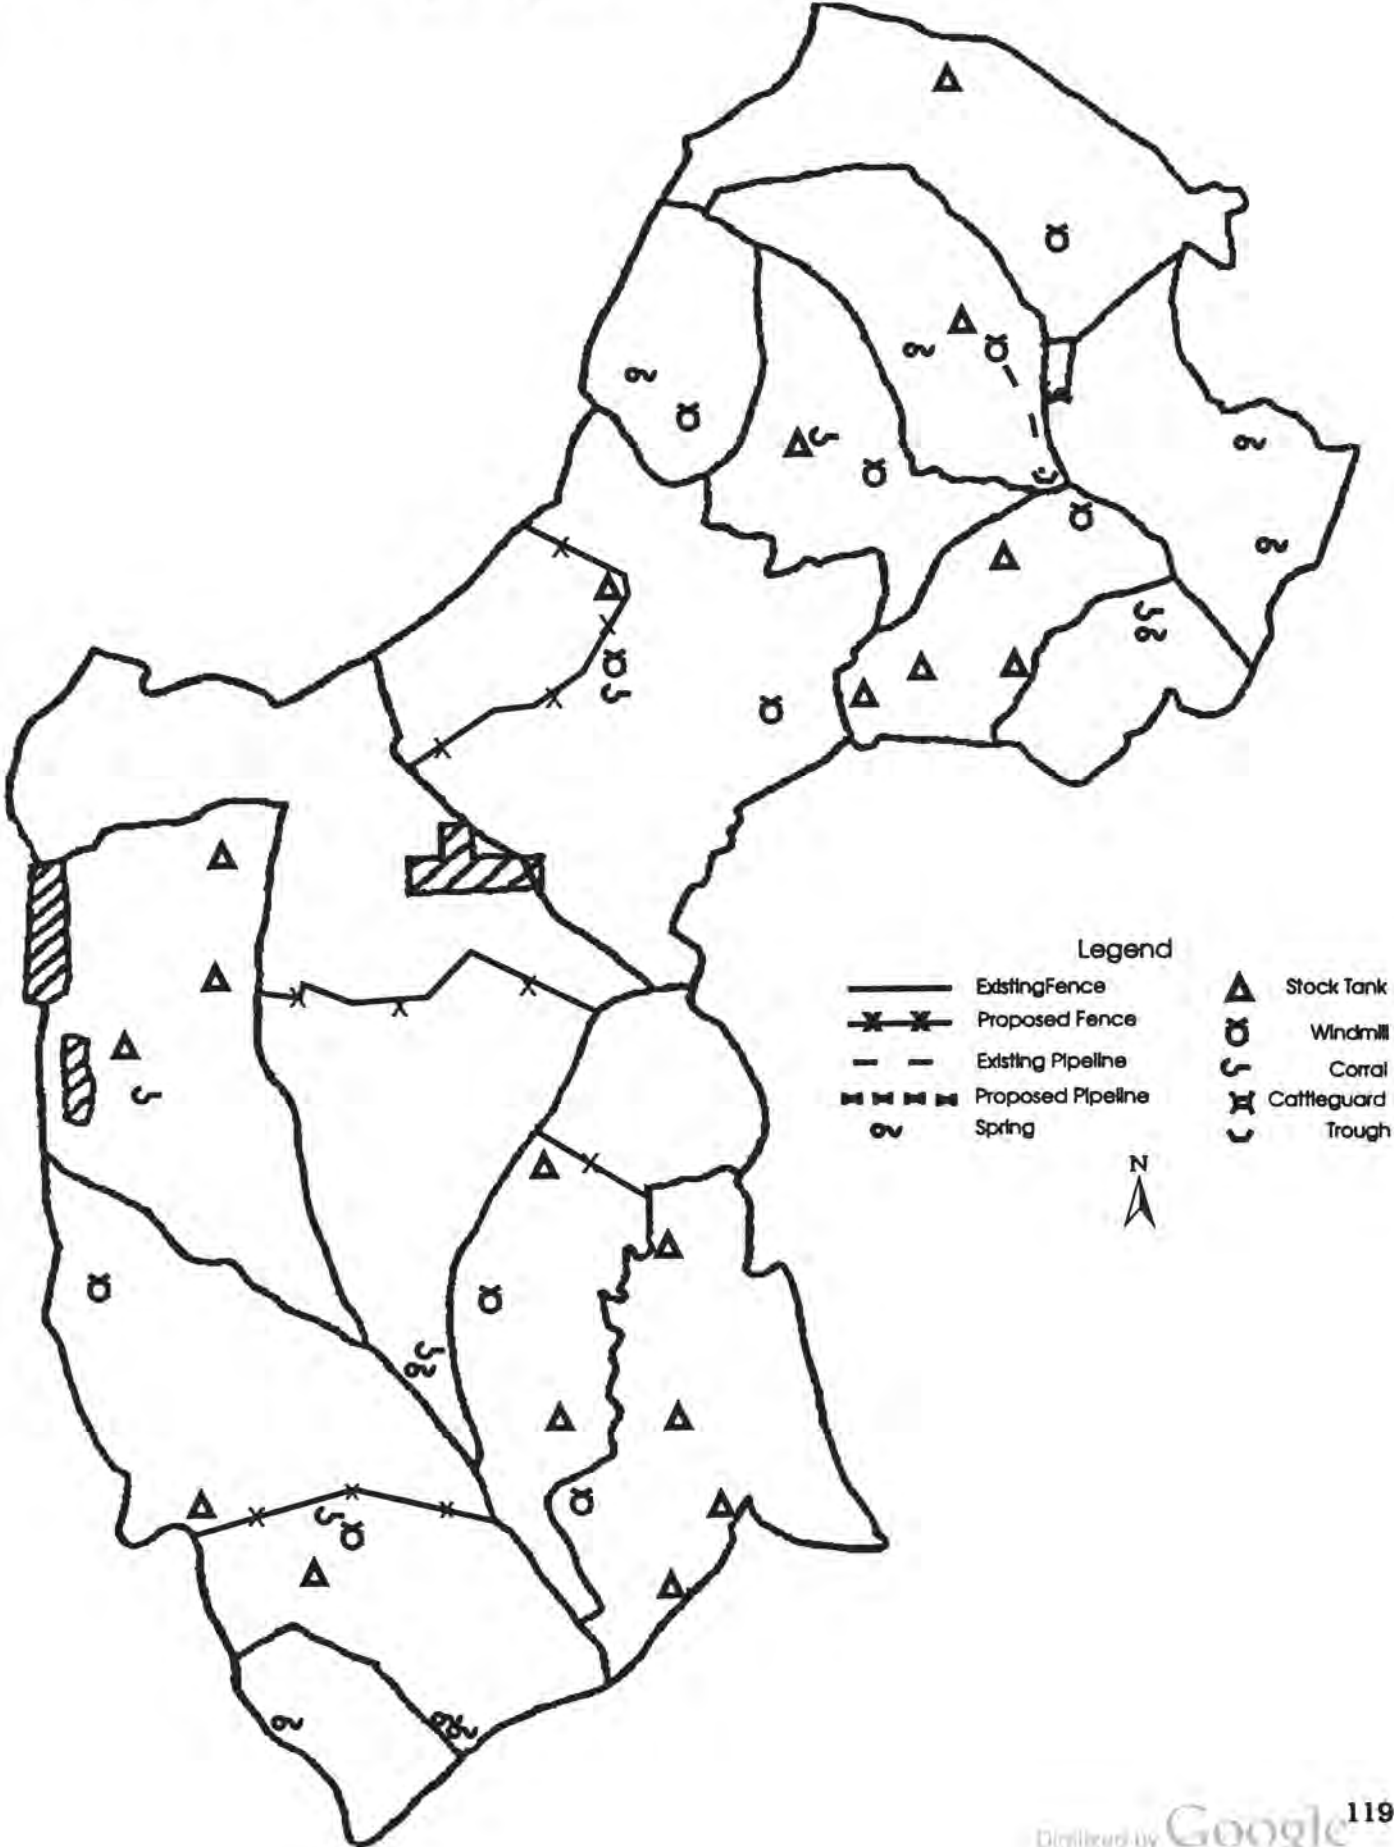 Legend
ExistingFence
Proposed Fence
Existing Pipeline
Proposed Pipeline
Spring
Stock Tank
Windmill
Corral
Cattleguard
Trough
N
119
Digitized by Google